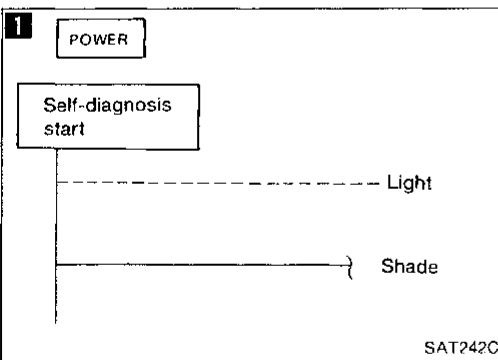 1
POWER
Self-diagnosis
start
Light
Shade
SAT242C